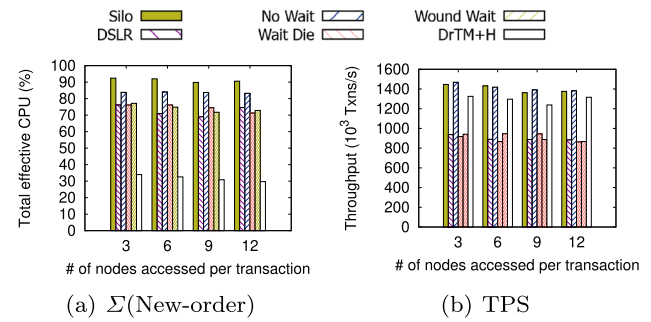 Silo No Wait Wound Wait
DSLR Wait Die DrTM+H
Total effective CPU (%)
100
90
80
70
60
50
40
30
20
10
0
3 6 9 12
# of nodes accessed per transaction
(a) Σ(New-order)
Throughput (10³ Txns/s)
1600
1400
1200
1000
800
600
400
200
0
3 6 9 12
# of nodes accessed per transaction
(b) TPS